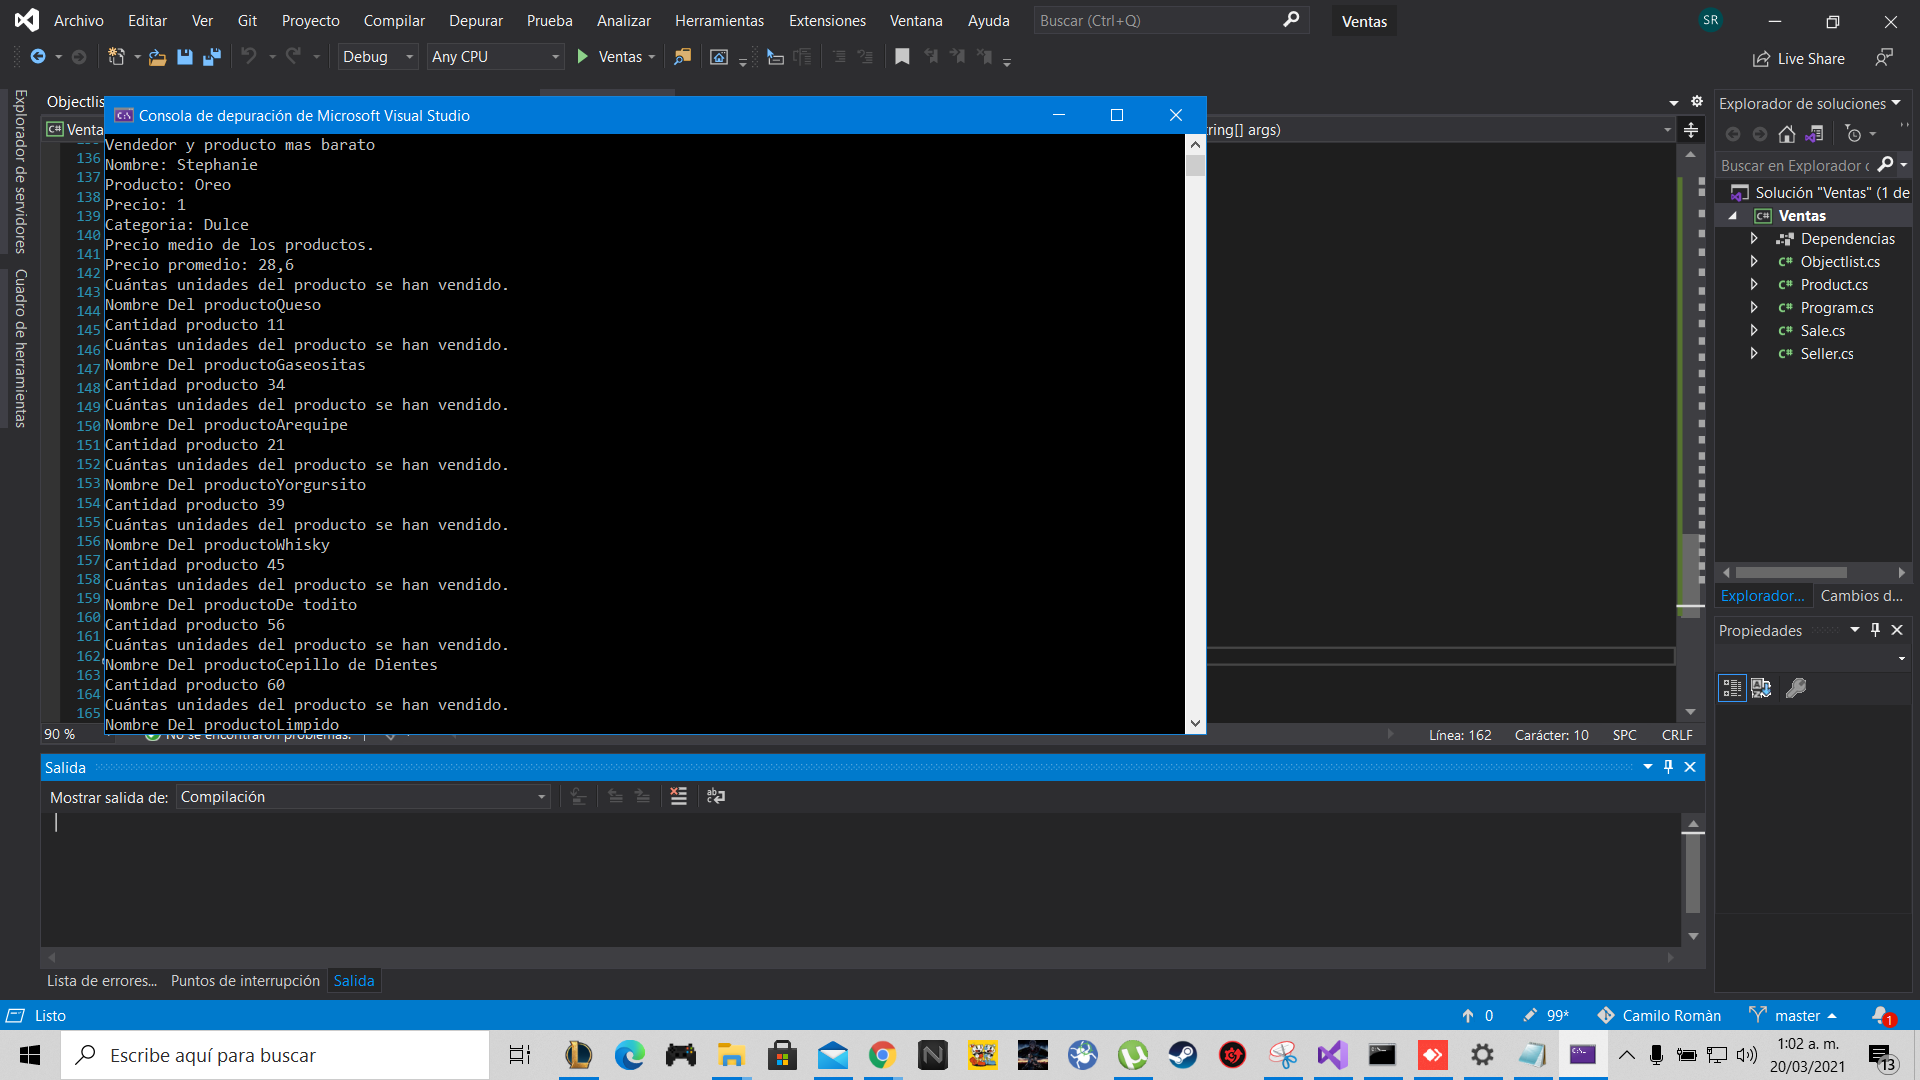 Archivo Editar Ver Git Proyecto Compilar Depurar Prueba Analizar Herramientas Extensiones Ventana Ayuda Buscar (Ctrl+Q) Ventas SR
Debug Any CPU Ventas Live Share
Explorador de servidores
Cuadro de herramientas
Objectlis
C# Venta
ring[] args)
136
137
138
139
140
141
142
143
144
145
146
147
148
149
150
151
152
153
154
155
156
157
158
159
160
161
162
163
164
165
Consola de depuración de Microsoft Visual Studio
Vendedor y producto mas barato
Nombre: Stephanie
Producto: Oreo
Precio: 1
Categoria: Dulce
Precio medio de los productos.
Precio promedio: 28,6
Cuántas unidades del producto se han vendido.
Nombre Del productoQueso
Cantidad producto 11
Cuántas unidades del producto se han vendido.
Nombre Del productoGaseositas
Cantidad producto 34
Cuántas unidades del producto se han vendido.
Nombre Del productoArequipe
Cantidad producto 21
Cuántas unidades del producto se han vendido.
Nombre Del productoYorgursito
Cantidad producto 39
Cuántas unidades del producto se han vendido.
Nombre Del productoWhisky
Cantidad producto 45
Cuántas unidades del producto se han vendido.
Nombre Del productoDe todito
Cantidad producto 56
Cuántas unidades del producto se han vendido.
Nombre Del productoCepillo de Dientes
Cantidad producto 60
Cuántas unidades del producto se han vendido.
Nombre Del productoLimpido
90 % No se encontraron problemas. Línea: 162 Carácter: 10 SPC CRLF
Explorador de soluciones
Buscar en Explorador
Solución "Ventas" (1 de
C# Ventas
Dependencias
C# Objectlist.cs
C# Product.cs
C# Program.cs
C# Sale.cs
C# Seller.cs
Explorador... Cambios d...
Propiedades
Salida
Mostrar salida de: Compilación
Lista de errores... Puntos de interrupción Salida
Listo 0 99* Camilo Romàn master 1
Escribe aquí para buscar
1:02 a. m.
20/03/2021
13